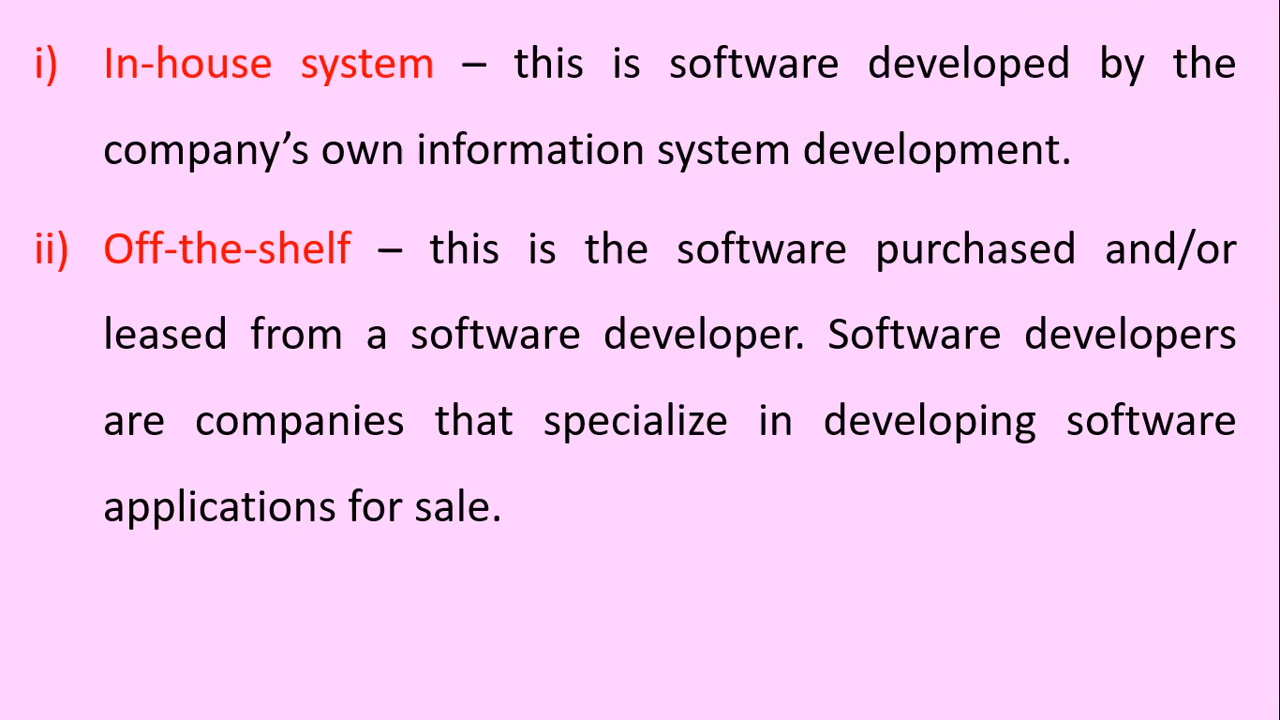 i) In-house system – this is software developed by the
company’s own information system development.
ii) Off-the-shelf – this is the software purchased and/or
leased from a software developer. Software developers
are companies that specialize in developing software
applications for sale.